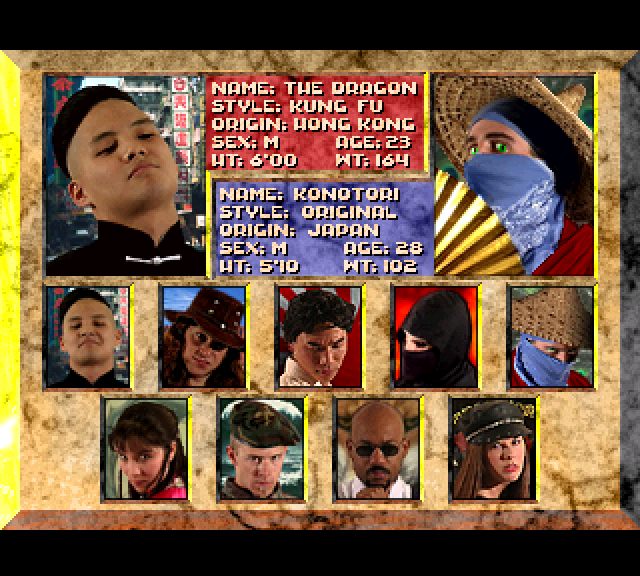 NAME: THE DRAGON
STYLE: KUNG FU
ORIGIN: HONG KONG
SEX: M AGE: 23
HT: 6'00 WT: 164
NAME: KONOTORI
STYLE: ORIGINAL
ORIGIN: JAPAN
SEX: M AGE: 28
HT: 5'10 WT: 102